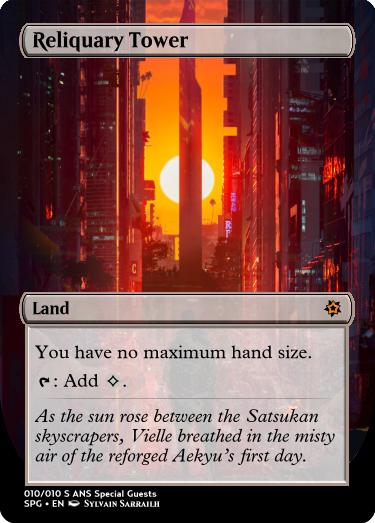 Reliquary Tower
Land
You have no maximum hand size.
: Add .
As the sun rose between the Satsukan
skyscrapers, Vielle breathed in the misty
air of the reforged Aekyu's first day.
010/010 S ANS Special Guests
SPG • EN Sylvain Sarrailh